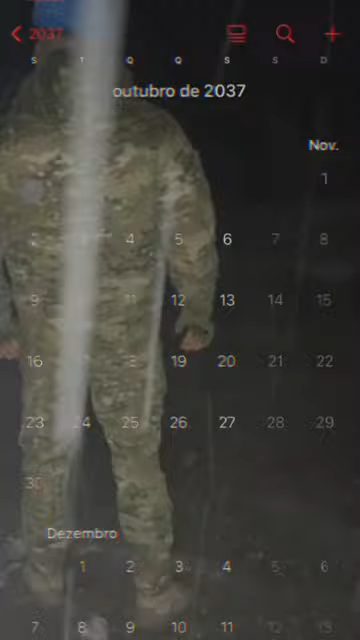 2037
S T Q Q S S D
outubro de 2037
Nov.
1
2 3 4 5 6 7 8
9 11 12 13 14 15
16 19 20 21 22
23 24 25 26 27 28 29
30
Dezembro
1 2 3 4 5 6
7 8 9 10 11 12 13